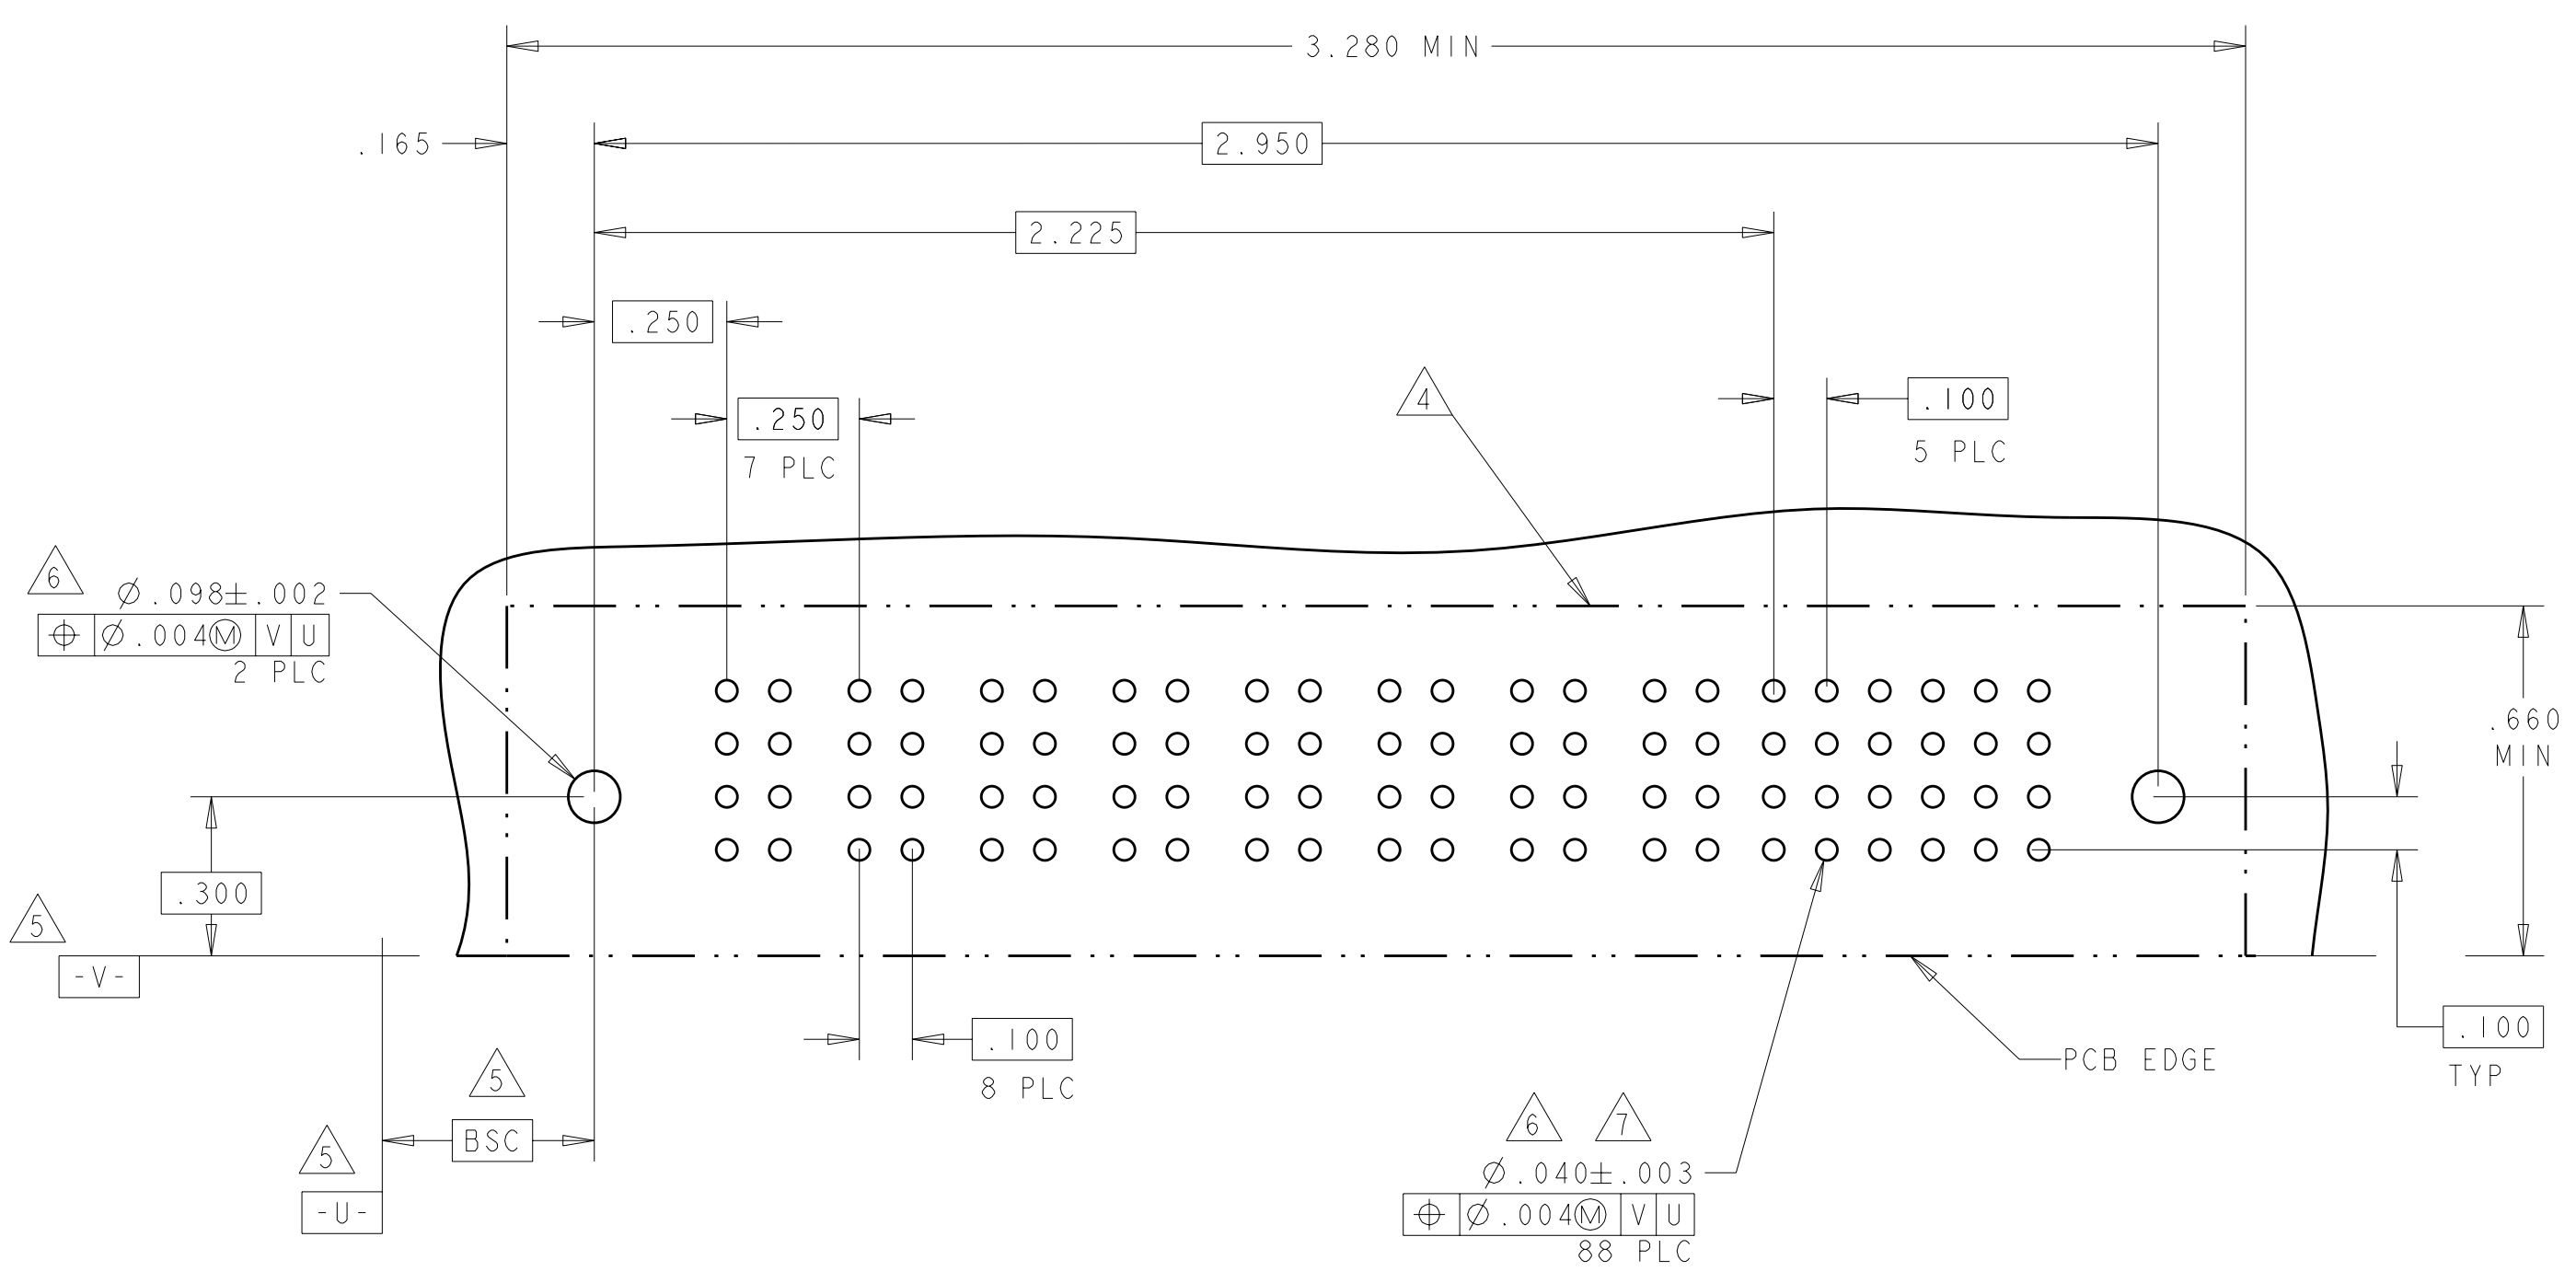 3.280 MIN
.165
2.950
2.225
.250
.250
7 PLC
4
.100
5 PLC
6
Ø.098±.002
⌖ Ø.004Ⓜ V U
2 PLC
.660
MIN
.300
5
-V-
.100
8 PLC
5
BSC
5
-U-
PCB EDGE
.100
TYP
6 7
Ø.040±.003
⌖ Ø.004Ⓜ V U
88 PLC